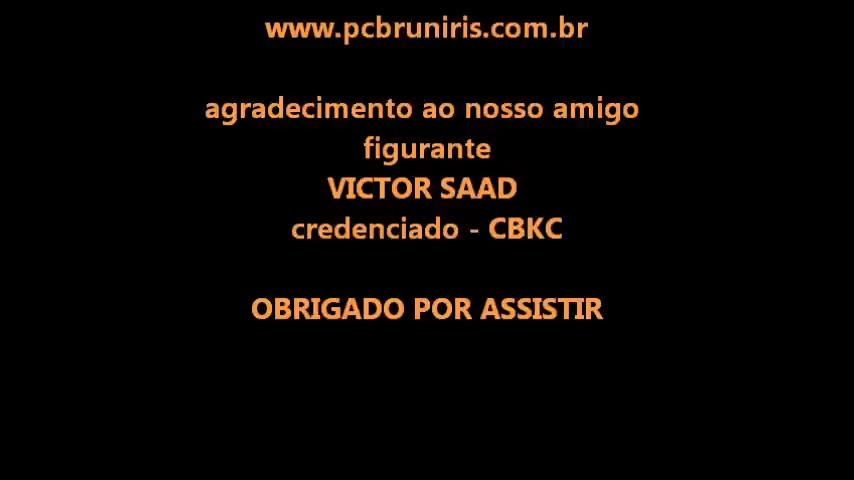 www.pcbruniris.com.br
agradecimento ao nosso amigo
figurante
VICTOR SAAD
credenciado - CBKC
OBRIGADO POR ASSISTIR